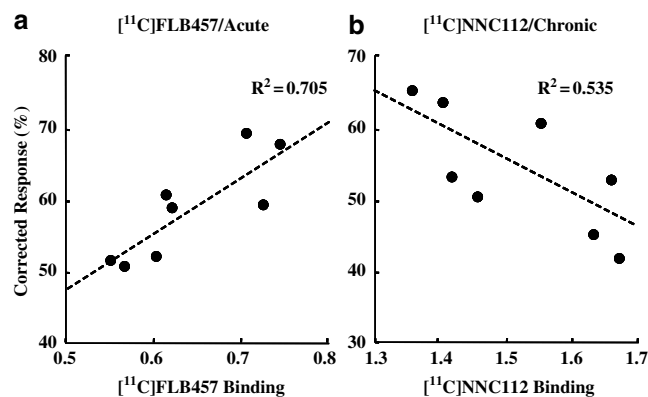 a
[¹¹C]FLB457/Acute
80
70
60
50
40
R² = 0.705
0.5 0.6 0.7 0.8
Corrected Response (%)
[¹¹C]FLB457 Binding
b
[¹¹C]NNC112/Chronic
70
60
50
40
30
R² = 0.535
1.3 1.4 1.5 1.6 1.7
[¹¹C]NNC112 Binding